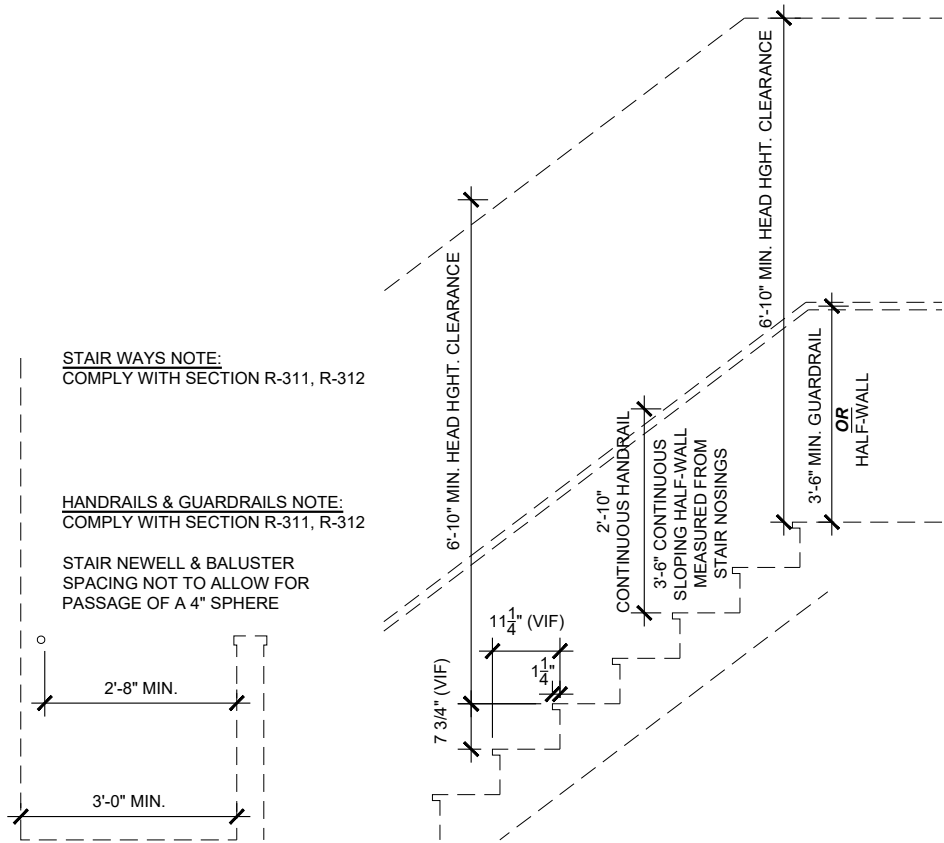 STAIR WAYS NOTE:
COMPLY WITH SECTION R-311, R-312
HANDRAILS & GUARDRAILS NOTE:
COMPLY WITH SECTION R-311, R-312
STAIR NEWELL & BALUSTER
SPACING NOT TO ALLOW FOR
PASSAGE OF A 4" SPHERE
2'-8" MIN.
3'-0" MIN.
6'-10" MIN. HEAD HGHT. CLEARANCE
7 3/4" (VIF)
11 1/4" (VIF)
1 1/4"
2'-10"
CONTINUOUS HANDRAIL
3'-6" CONTINUOUS
SLOPING HALF-WALL
MEASURED FROM
STAIR NOSINGS
6'-10" MIN. HEAD HGHT. CLEARANCE
3'-6" MIN. GUARDRAIL
OR
HALF-WALL